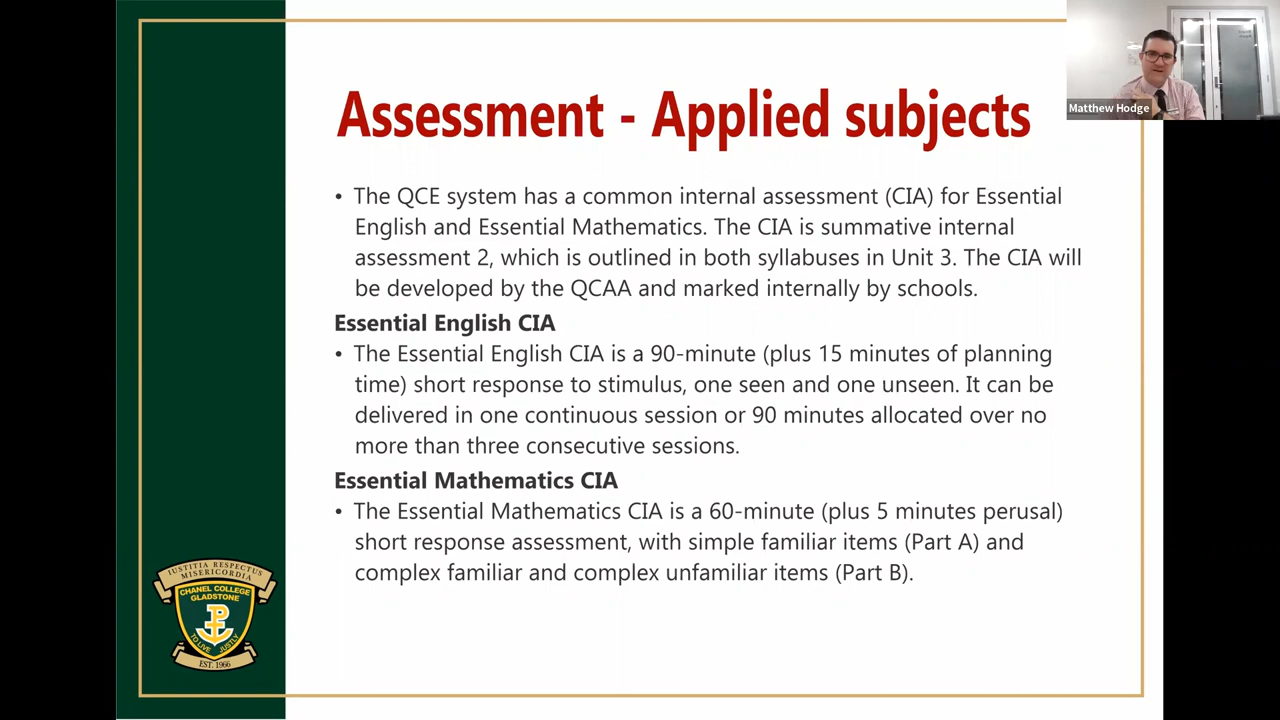 Assessment - Applied subjects
Matthew Hodge
• The QCE system has a common internal assessment (CIA) for Essential
English and Essential Mathematics. The CIA is summative internal
assessment 2, which is outlined in both syllabuses in Unit 3. The CIA will
be developed by the QCAA and marked internally by schools.
Essential English CIA
• The Essential English CIA is a 90-minute (plus 15 minutes of planning
time) short response to stimulus, one seen and one unseen. It can be
delivered in one continuous session or 90 minutes allocated over no
more than three consecutive sessions.
Essential Mathematics CIA
• The Essential Mathematics CIA is a 60-minute (plus 5 minutes perusal)
short response assessment, with simple familiar items (Part A) and
complex familiar and complex unfamiliar items (Part B).
IUSTITIA RESPECTUS
MISERICORDIA
CHANEL COLLEGE
GLADSTONE
TO LIVE JUSTLY
EST. 1966